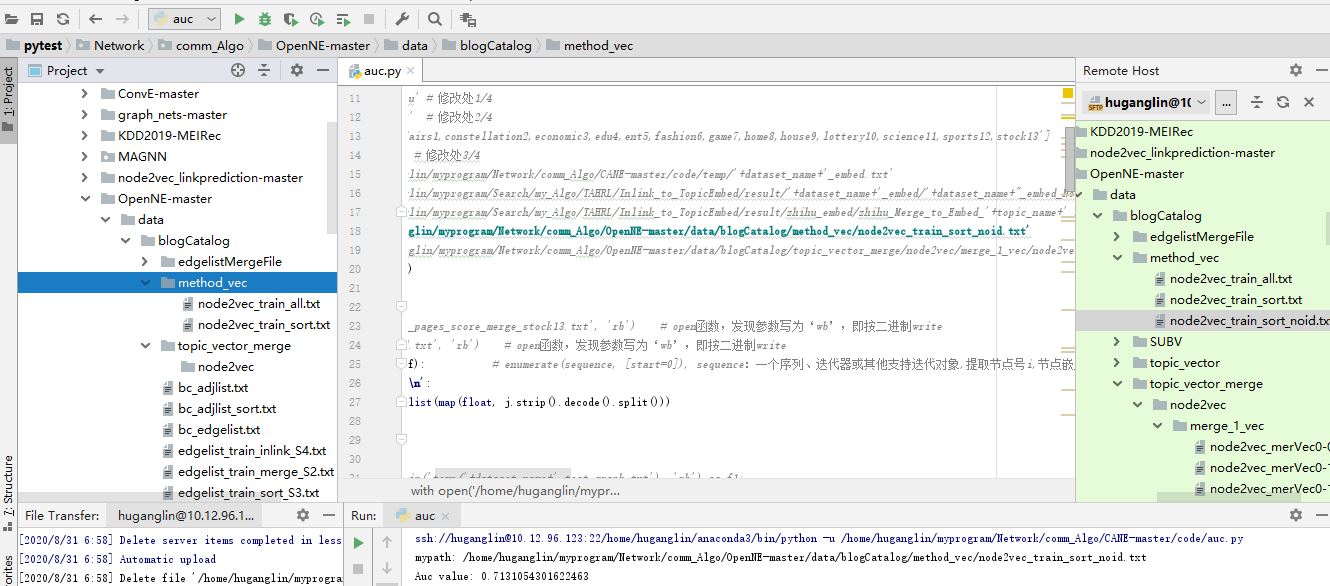 auc
pytest Network comm_Algo OpenNE-master data blogCatalog method_vec
1: Project
Project
ConvE-master
graph_nets-master
KDD2019-MEIRec
MAGNN
node2vec_linkprediction-master
OpenNE-master
data
blogCatalog
edgelistMergeFile
method_vec
node2vec_train_all.txt
node2vec_train_sort.txt
topic_vector_merge
node2vec
bc_adjlist.txt
bc_adjlist_sort.txt
bc_edgelist.txt
edgelist_train_inlink_S4.txt
edgelist_train_merge_S2.txt
edgelist_train_sort_S3.txt
7: Structure
auc.py
11 u' # 修改处1/4
12 ' # 修改处2/4
13 airs1,constellation2,economic3,edu4,ent5,fashion6,game7,home8,house9,lottery10,science11,sports12,stock13']
14 # 修改处3/4
15 lin/myprogram/Network/comm_Algo/CANE-master/code/temp/'+dataset_name+'_embed.txt'
16 lin/myprogram/Search/my_Algo/TAHRL/Inlink_to_TopicEmbed/result/'+dataset_name+'_embed/'+dataset_name+"_embed_
17 lin/myprogram/Search/my_Algo/TAHRL/Inlink_to_TopicEmbed/result/zhihu_embed/zhihu_Merge_to_Embed_'+topic_name+'
18 glin/myprogram/Network/comm_Algo/OpenNE-master/data/blogCatalog/method_vec/node2vec_train_sort_noid.txt'
19 glin/myprogram/Network/comm_Algo/OpenNE-master/data/blogCatalog/topic_vector_merge/node2vec/merge_1_vec/node2ve
20 )
21
22
23 _pages_score_merge_stock13.txt', 'rb') # open函数，发现参数写为‘wb’，即按二进制write
24 '.txt', 'rb') # open函数，发现参数写为‘wb’，即按二进制write
25 f): # enumerate(sequence, [start=0]), sequence: 一个序列、迭代器或其他支持迭代对象,提取节点号i,节点嵌
26 \n':
27 list(map(float, j.strip().decode().split()))
28
29
30
with open('/home/huganglin/mypr...
Remote Host
huganglin@1( ...
KDD2019-MEIRec
node2vec_linkprediction-master
OpenNE-master
data
blogCatalog
edgelistMergeFile
method_vec
node2vec_train_all.txt
node2vec_train_sort.txt
node2vec_train_sort_noid.tx
SUBV
topic_vector
topic_vector_merge
node2vec
merge_1_vec
node2vec_merVec0-
node2vec_merVec0-
node2vec_merVec0-
File Transfer: huganglin@10.12.96.1...
[2020/8/31 6:58] Delete server items completed in less
[2020/8/31 6:58] Automatic upload
[2020/8/31 6:58] Delete file '/home/huganglin/myprogra
Run: auc
ssh://huganglin@10.12.96.123:22/home/huganglin/anaconda3/bin/python -u /home/huganglin/myprogram/Network/comm_Algo/CANE-master/code/auc.py
mypath: /home/huganglin/myprogram/Network/comm_Algo/OpenNE-master/data/blogCatalog/method_vec/node2vec_train_sort_noid.txt
Auc value: 0.7131054301622463